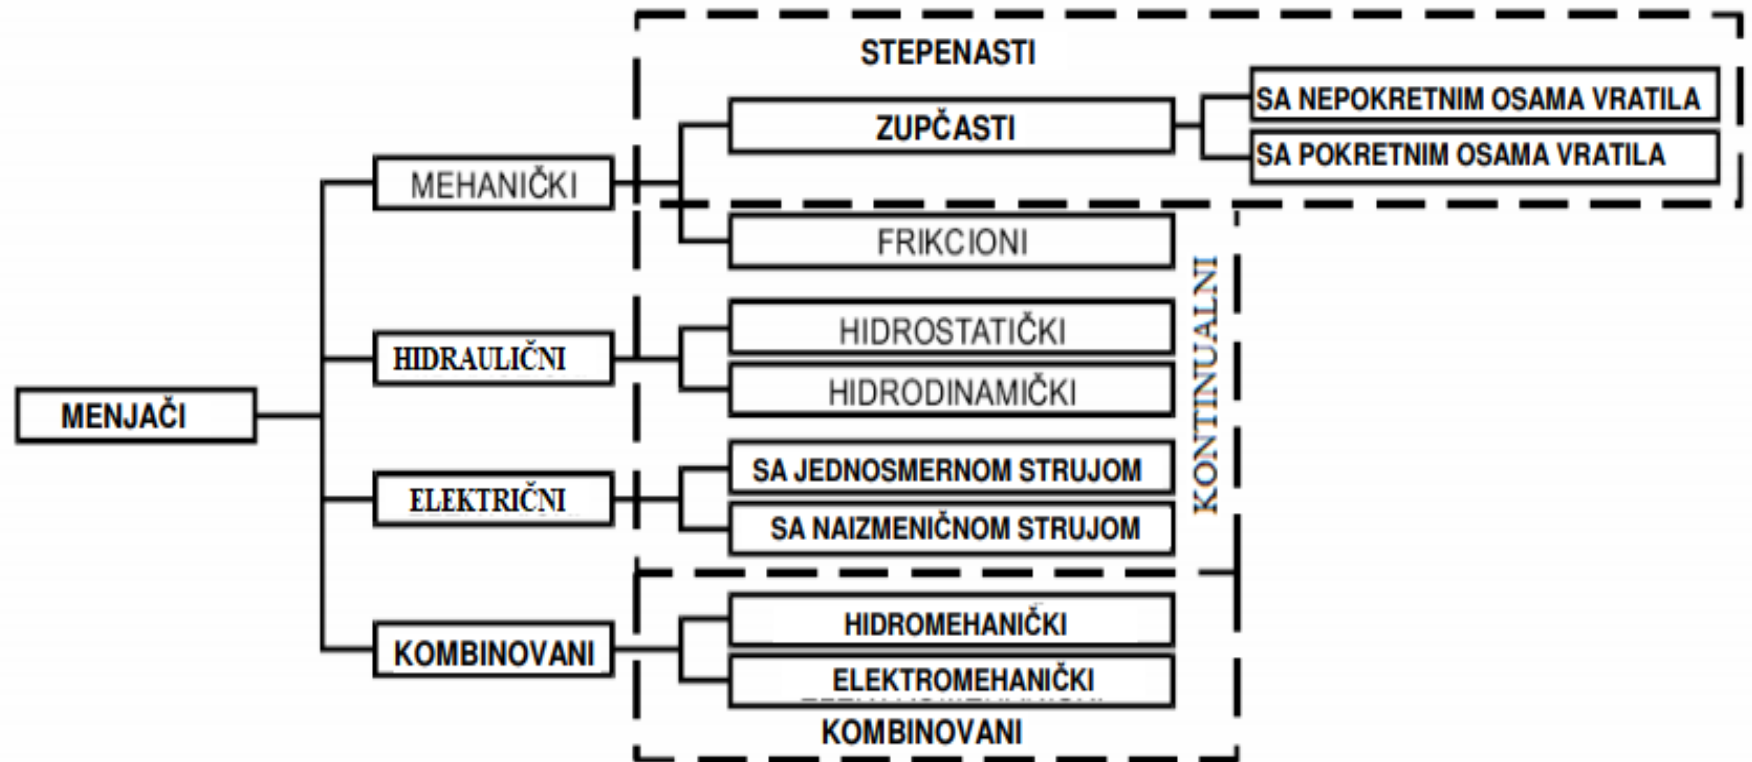 STEPENASTI
ZUPČASTI
SA NEPOKRETNIM OSAMA VRATILA
SA POKRETNIM OSAMA VRATILA
MEHANIČKI
FRIKCIONI
HIDROSTATIČKI
HIDRAULIČNI
HIDRODINAMIČKI
KONTINUALNI
MENJAČI
SA JEDNOSMERNOM STRUJOM
ELEKTRIČNI
SA NAIZMENIČNOM STRUJOM
HIDROMEHANIČKI
KOMBINOVANI
ELEKTROMEHANIČKI
KOMBINOVANI